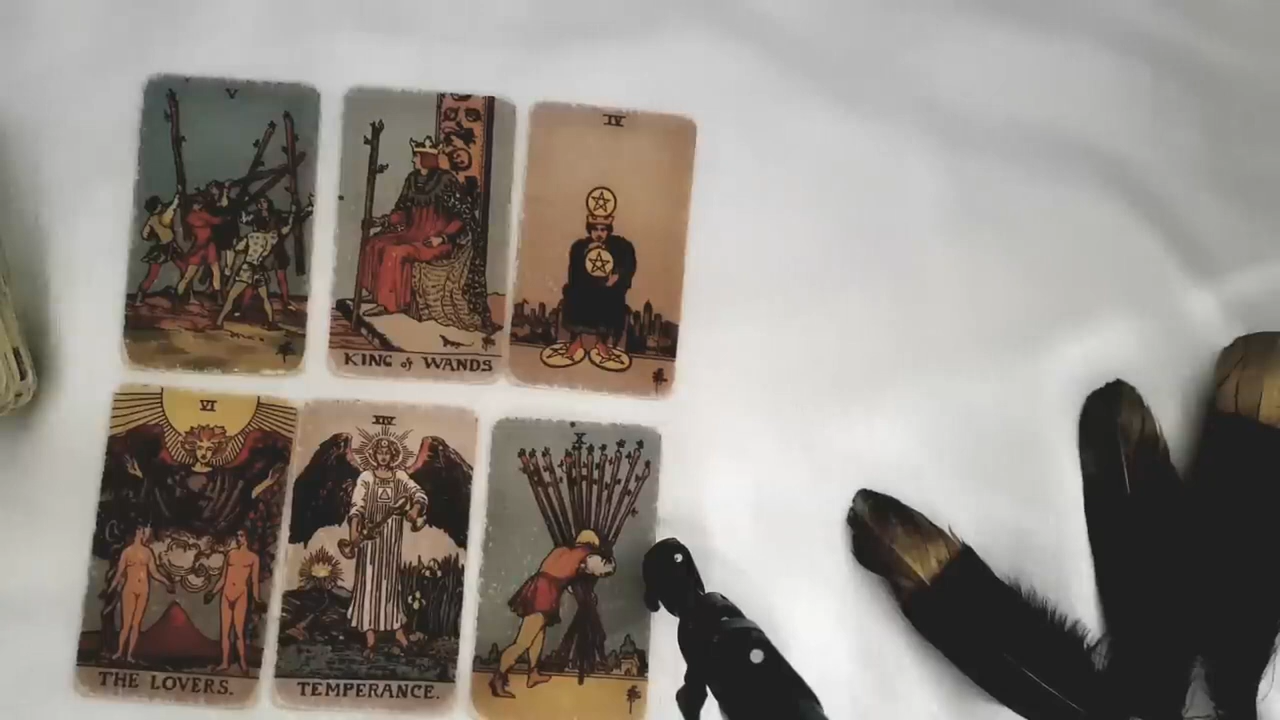 V
KING of WANDS
IV
VI
THE LOVERS.
XIV
TEMPERANCE.
X